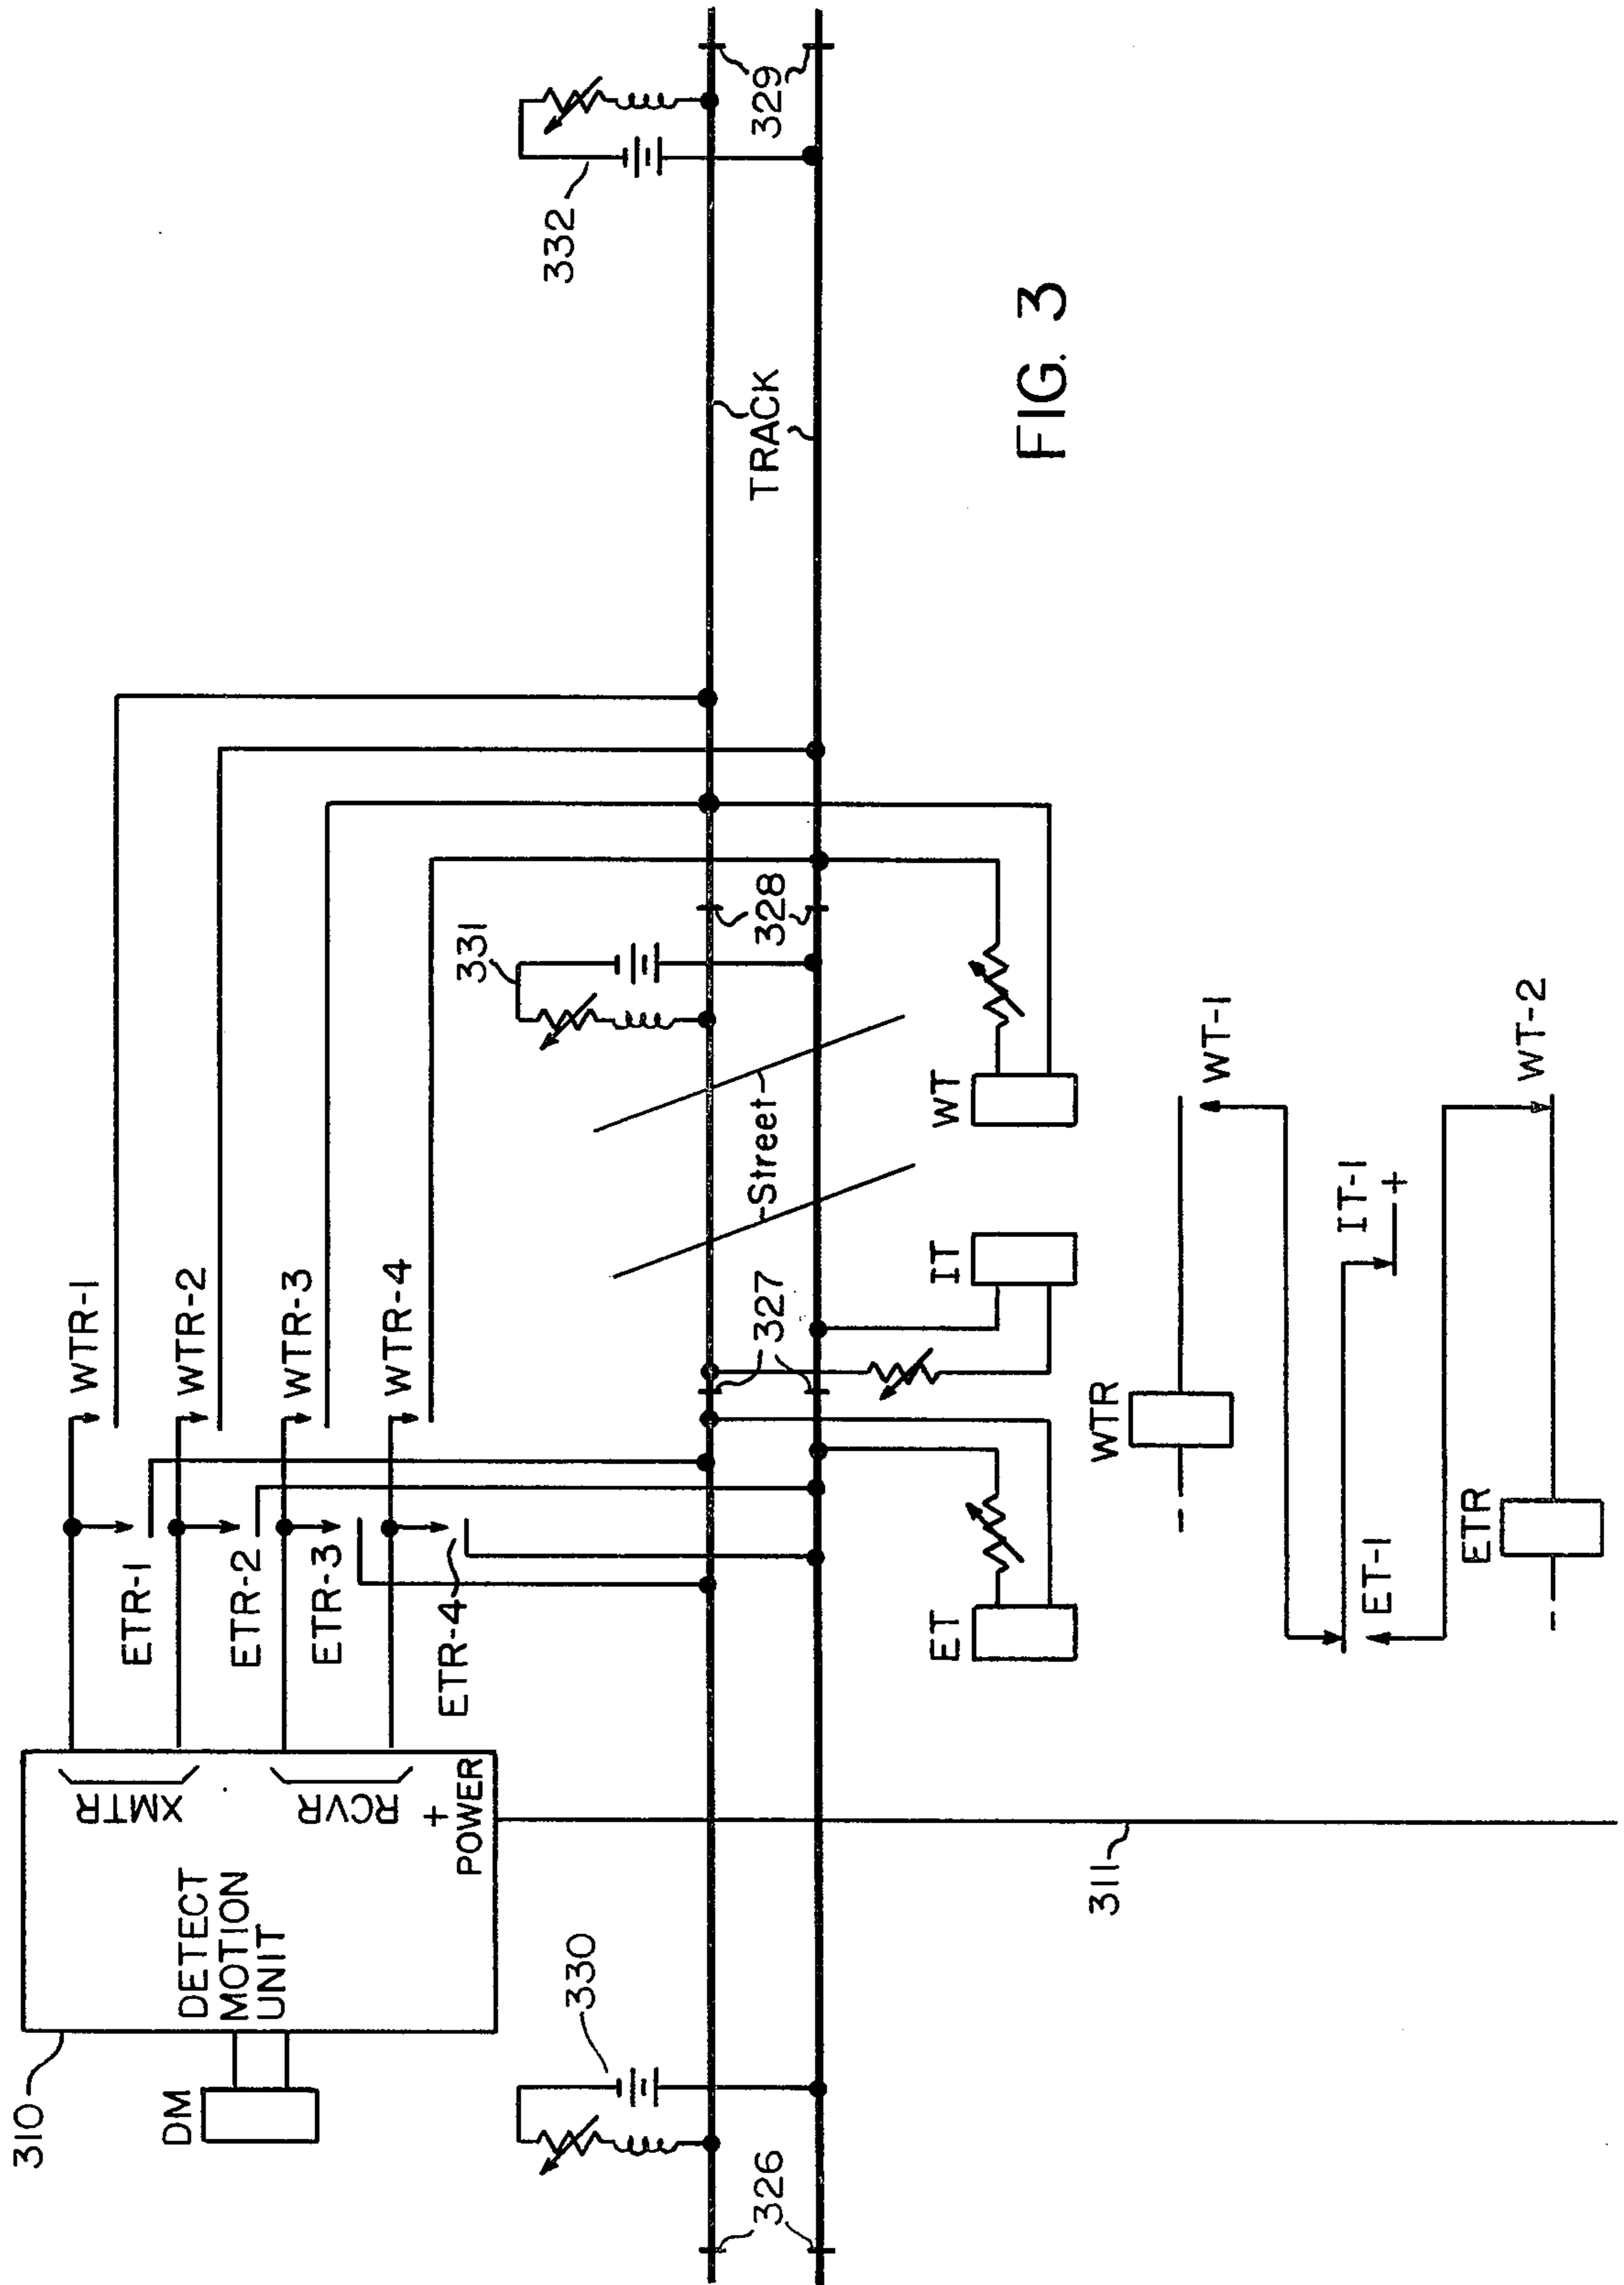 310
DM
DETECT
MOTION
UNIT
XMTR
RCVR
+
POWER
WTR-1
WTR-2
WTR-3
WTR-4
ETR-1
ETR-2
ETR-3
ETR-4
330
331
332
326
327
328
329
Street
TRACK
ET
IT
WT
311
WTR
WT-1
IT-1
+
ET-1
ETR
WT-2
FIG. 3